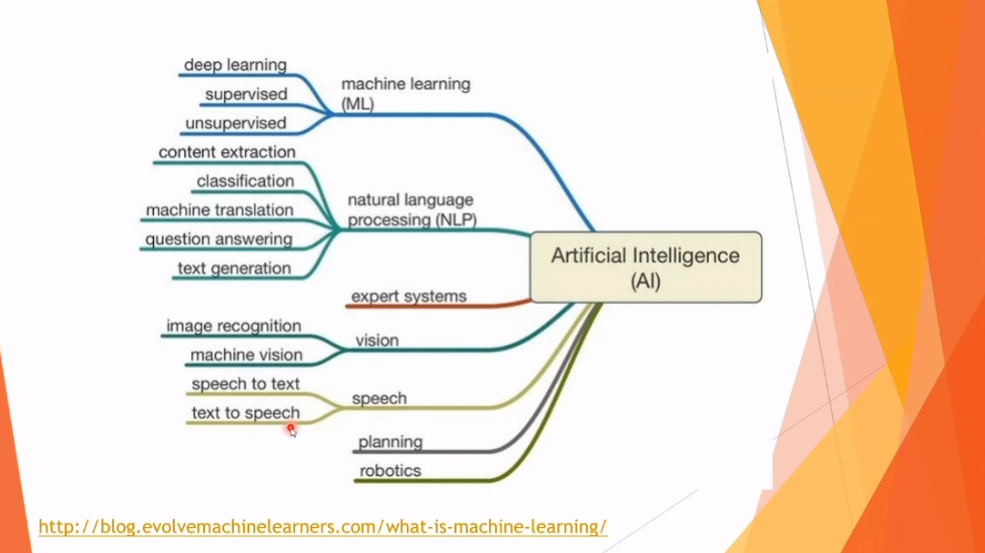 deep learning
supervised
unsupervised
machine learning
(ML)
content extraction
classification
machine translation
question answering
text generation
natural language
processing (NLP)
expert systems
image recognition
machine vision
vision
speech to text
text to speech
speech
planning
robotics
Artificial Intelligence
(AI)
http://blog.evolvemachinelearners.com/what-is-machine-learning/